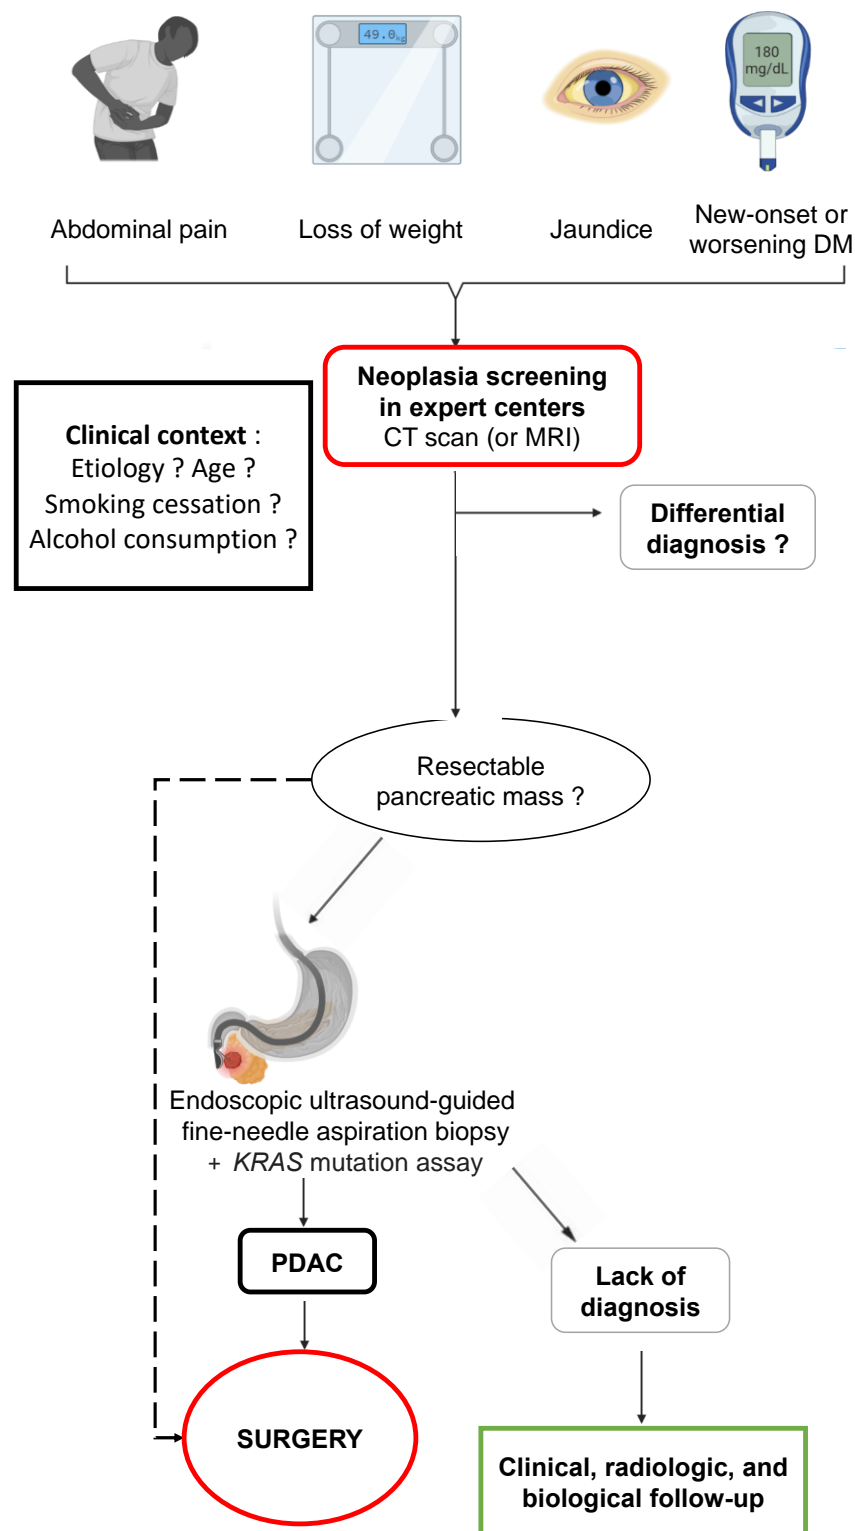 49.0kg
180
mg/dL
Abdominal pain
Loss of weight
Jaundice
New-onset or
worsening DM
Neoplasia screening
in expert centers
CT scan (or MRI)
Clinical context :
Etiology ? Age ?
Smoking cessation ?
Alcohol consumption ?
Differential
diagnosis ?
Resectable
pancreatic mass ?
Endoscopic ultrasound-guided
fine-needle aspiration biopsy
+ KRAS mutation assay
PDAC
Lack of
diagnosis
SURGERY
Clinical, radiologic, and
biological follow-up